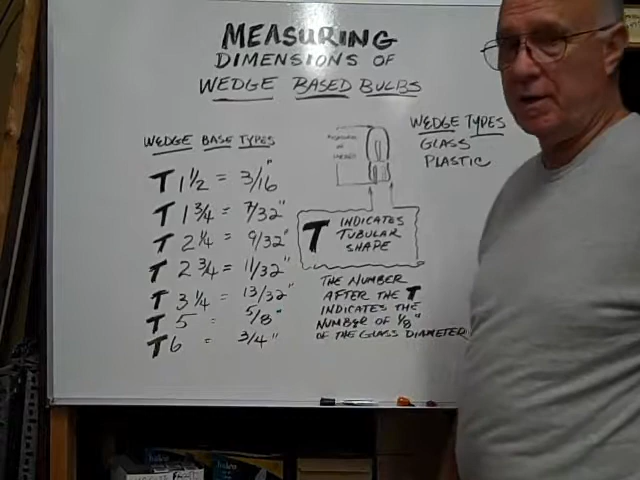 MEASURING
DIMENSIONS OF
WEDGE BASED BULBS
WEDGE BASE TYPES
T 1 1/2 = 3/16"
T 1 3/4 = 7/32"
T 2 1/4 = 9/32"
T 2 3/4 = 11/32"
T 3 1/4 = 13/32"
T 5 = 5/8"
T 6 = 3/4"
WEDGE TYPES
GLASS
PLASTIC
T INDICATES
TUBULAR
SHAPE
THE NUMBER
AFTER THE T
INDICATES THE
NUMBER OF 1/8"
OF THE GLASS DIAMETER